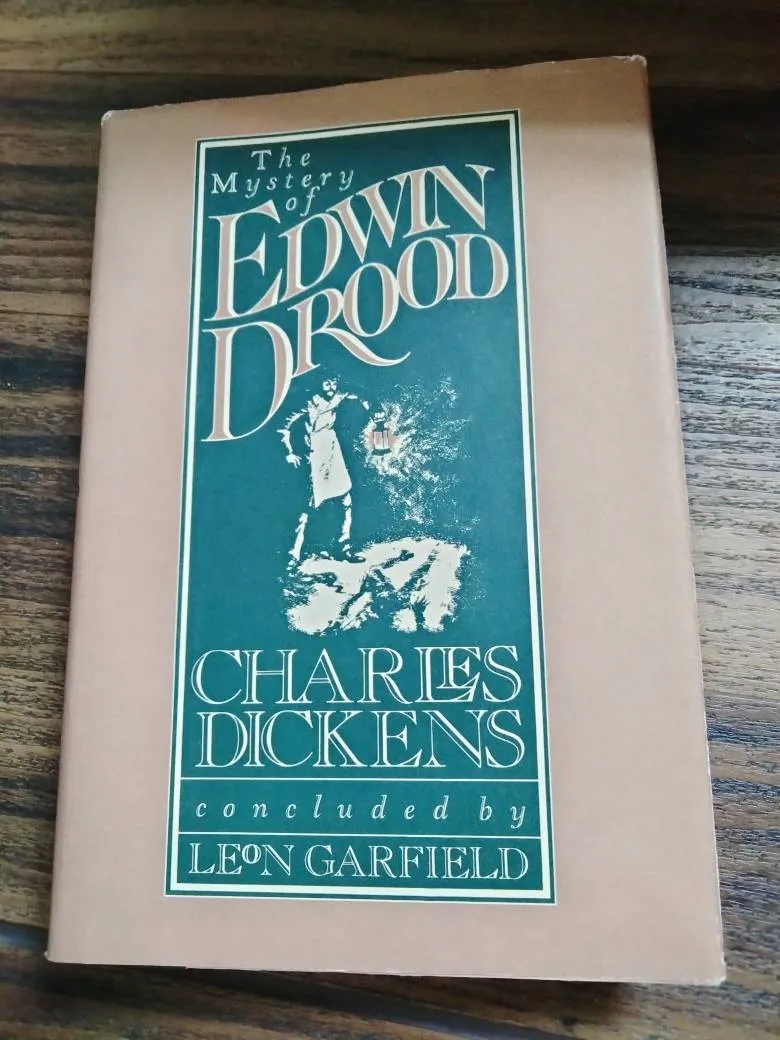 The
Mystery
of
EDWIN
DROOD
CHARLES
DICKENS
concluded by
LEON GARFIELD